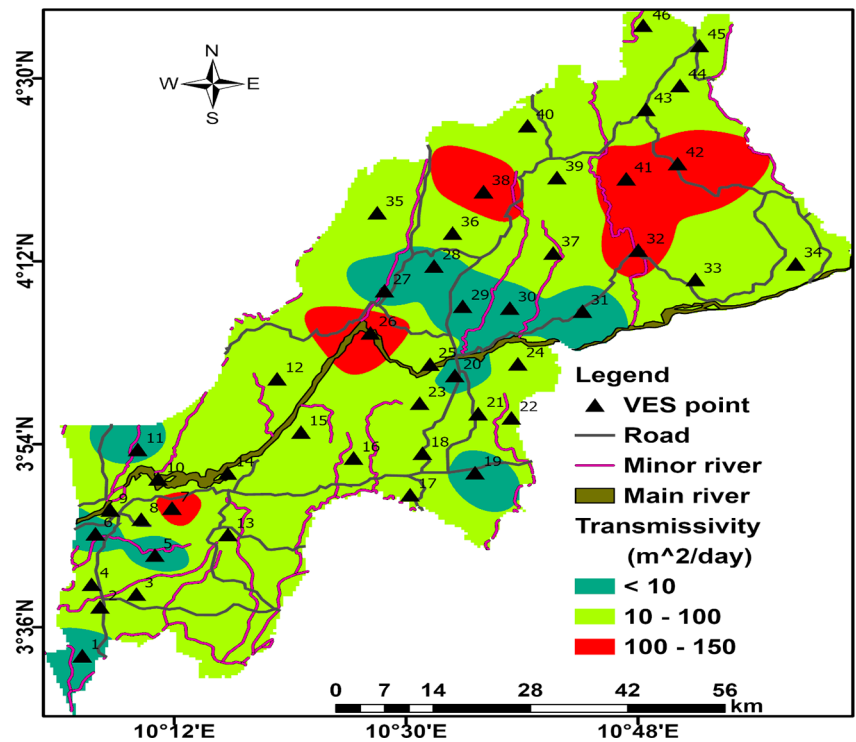 46
45
4°30'N
N
W E
S
44
43
40
42
39
41
38
35
36
37
32
4°12'N
28
34
33
27
29
30
31
26
25
24
20
12
Legend
23
VES point
21
22
15
Road
3°54'N
11
18
16
Minor river
10
14
19
17
Main river
9
7
8
Transmissivity
6
13
(m^2/day)
5
< 10
4
3
10 - 100
2
3°36'N
100 - 150
1
0 7 14 28 42 56
km
10°12'E 10°30'E 10°48'E